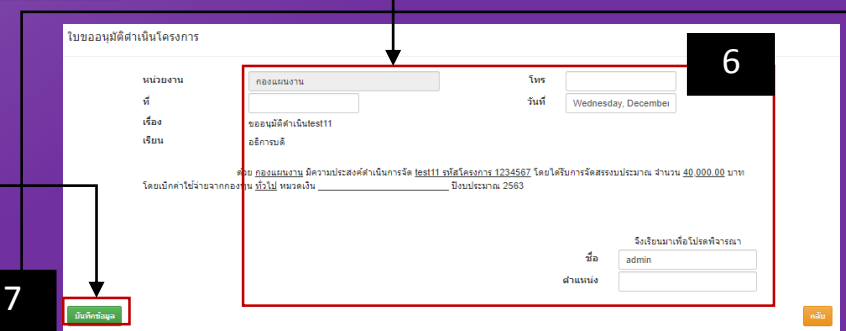 ใบขออนุมัติดำเนินโครงการ
6
หน่วยงาน กองแผนงาน โทร
ที่ วันที่ Wednesday, December
เรื่อง ขออนุมัติดำเนินtest11
เรียน อธิการบดี
ด้วย กองแผนงาน มีความประสงค์ดำเนินการจัด test11 รหัสโครงการ 1234567 โดยได้รับการจัดสรรงบประมาณ จำนวน 40,000.00 บาท
โดยเบิกค่าใช้จ่ายจากกองทุน ทั่วไป หมวดเงิน ปีงบประมาณ 2563
จึงเรียนมาเพื่อโปรดพิจารณา
ชื่อ admin
ตำแหน่ง
7
บันทึกข้อมูล กลับ